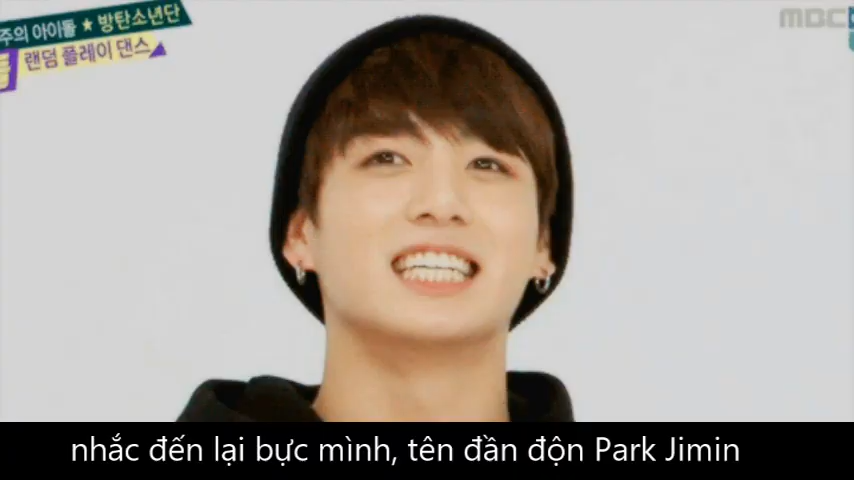 주의 아이돌 ★ 방탄소년단
랜덤 플레이 댄스▲
MBC
nhắc đến lại bực mình, tên đần độn Park Jimin